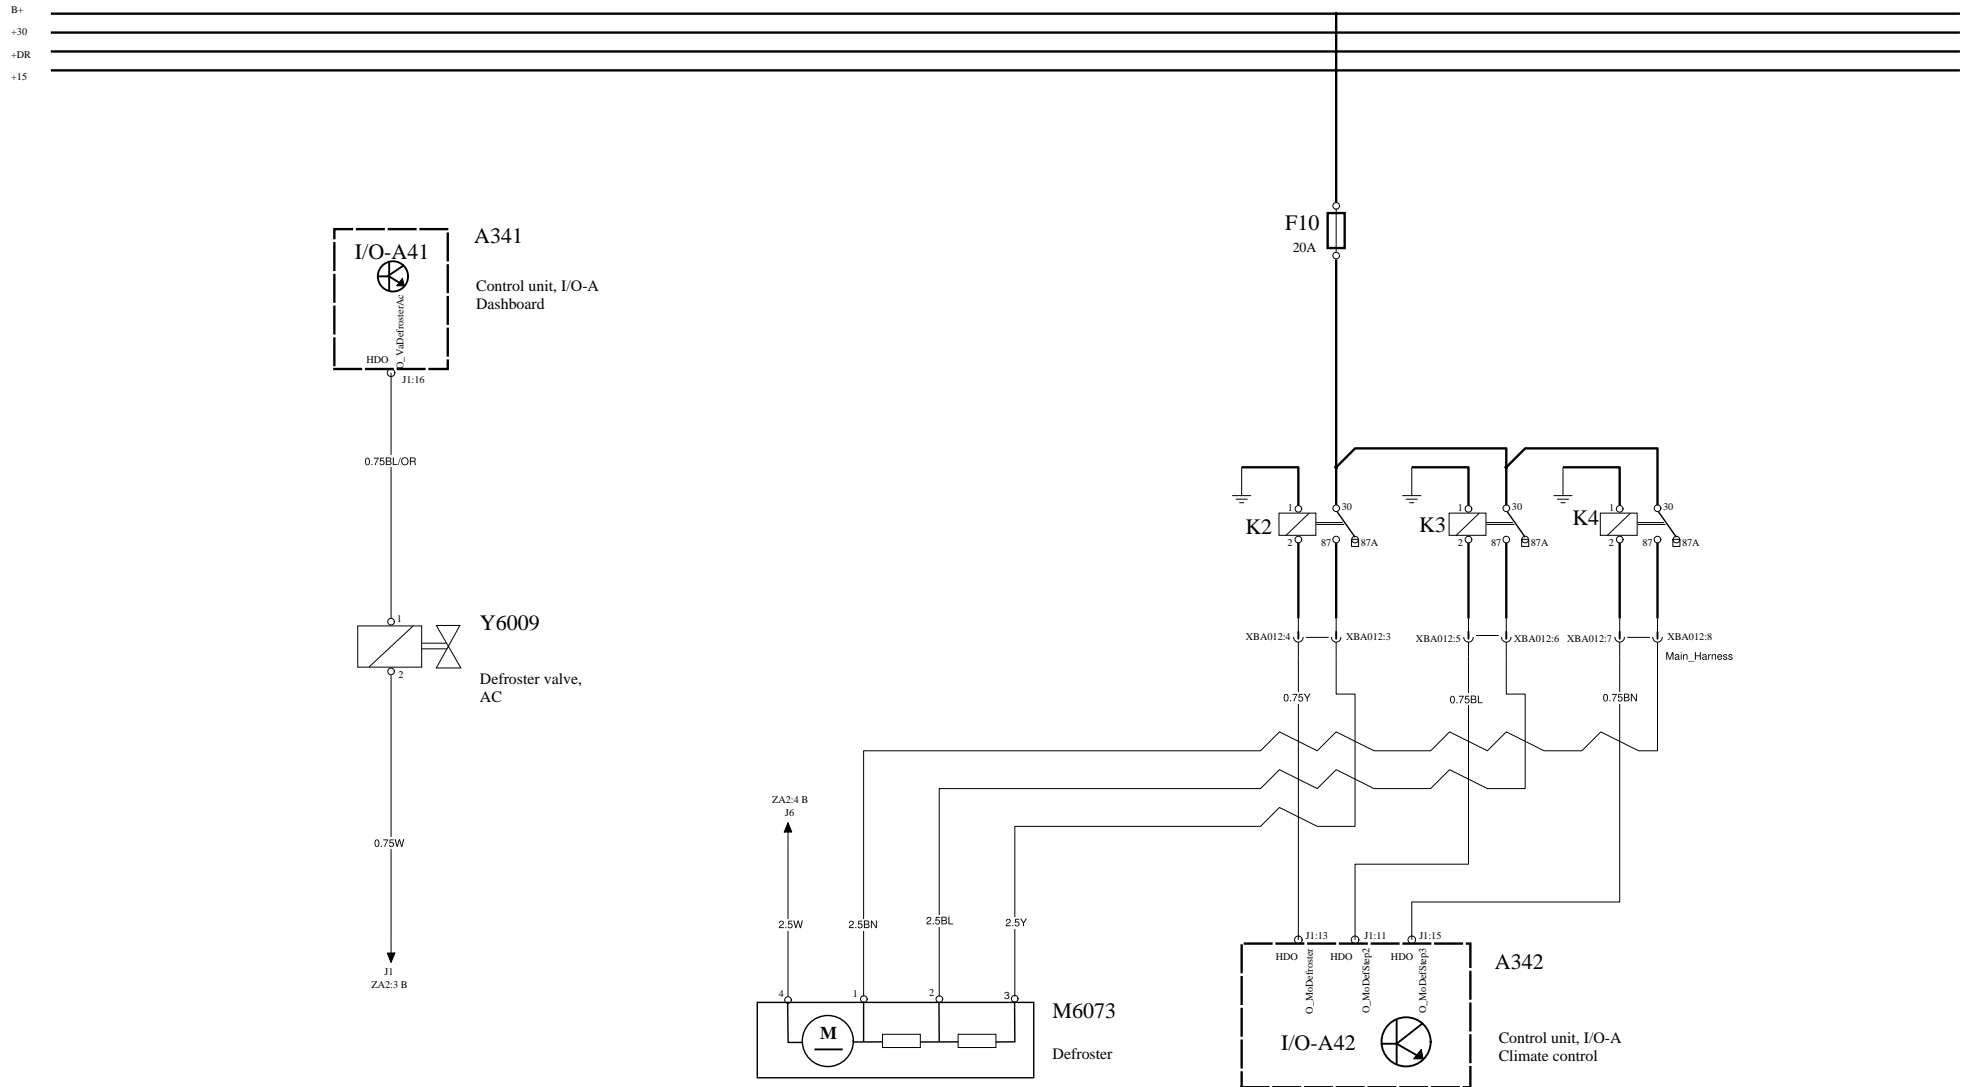 B+
+30
+DR
+15
F10
20A
A341
I/O-A41
Control unit, I/O-A
Dashboard
O_VaDefrosterAc
HDO
J1:16
0.75BL/OR
1
Y6009
2
Defroster valve,
AC
0.75W
J1
ZA2:3 B
1
30
K2
2
87
87A
1
30
K3
2
87
87A
1
30
K4
2
87
87A
XBA012:4
XBA012:3
XBA012:5
XBA012:6
XBA012:7
XBA012:8
Main_Harness
0.75Y
0.75BL
0.75BN
ZA2:4 B
J6
2.5W
2.5BN
2.5BL
2.5Y
4
1
2
3
M
M6073
Defroster
J1:13
J1:11
J1:15
HDO
HDO
HDO
O_MoDefroster
O_MoDefStep2
O_MoDefStep3
A342
I/O-A42
Control unit, I/O-A
Climate control